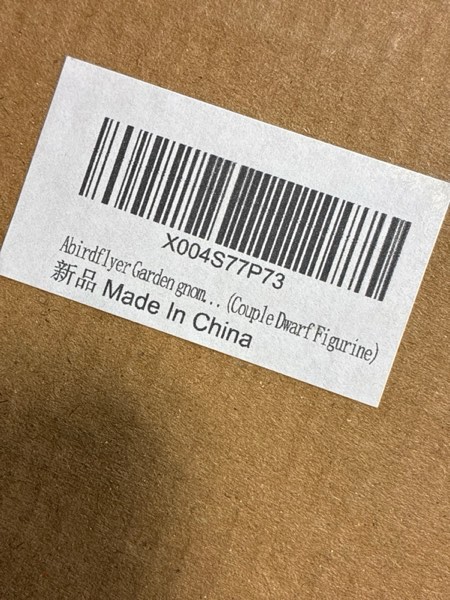 X004S77P73
Abirdflyer Garden gnom... (Couple Dwarf Figurine)
新品 Made In China